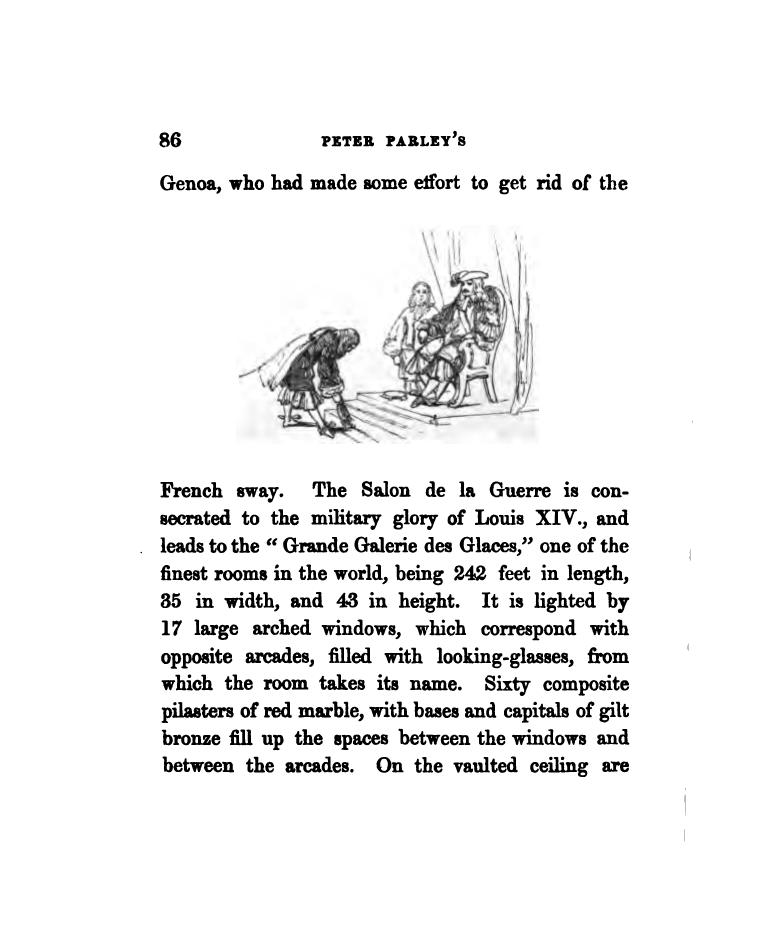 86 PETER PARLEY'S
Genoa, who had made some effort to get rid of the
French sway. The Salon de la Guerre is con-
secrated to the military glory of Louis XIV., and
leads to the “ Grande Galerie des Glaces,” one of the
finest rooms in the world, being 242 feet in length,
35 in width, and 43 in height. It is lighted by
17 large arched windows, which correspond with
opposite arcades, filled with looking-glasses, from
which the room takes its name. Sixty composite
pilasters of red marble, with bases and capitals of gilt
bronze fill up the spaces between the windows and
between the arcades. On the vaulted ceiling are